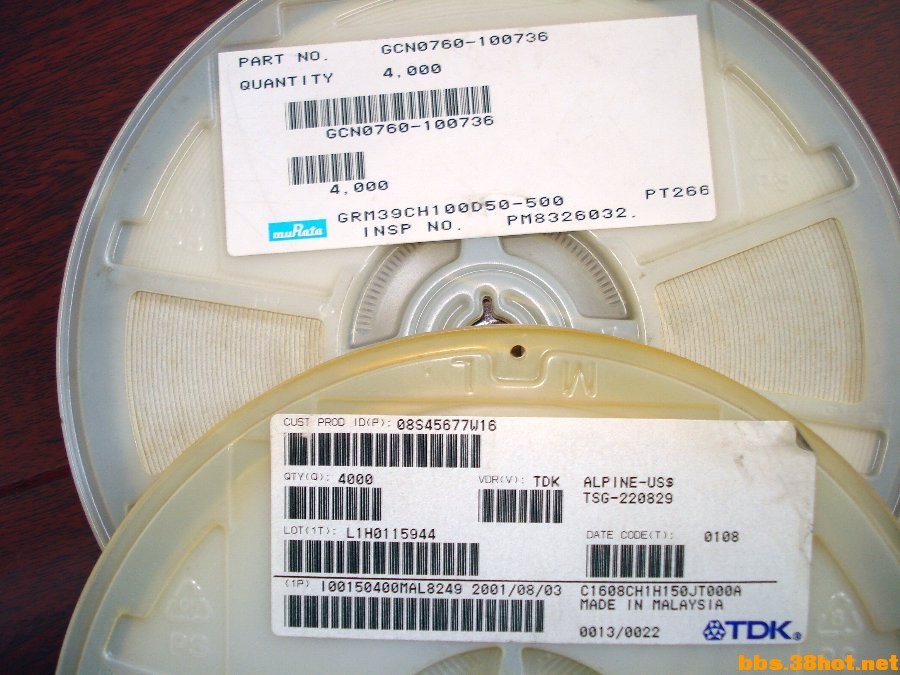 PART NO. GCN0760-100736
QUANTITY 4,000
GCN0760-100736
4,000
muRata GRM39CH100D50-500 PT266
INSP NO. PM8326032.
M L
CUST PROD ID(P): 08S45677W16
QTY(Q): 4000 VDR(V): TDK ALPINE-US$
TSG-220829
LOT(1T): L1H0115944 DATE CODE(T): 0108
(1P) I00150400MAL8249 2001/08/03 C1608CH1H150JT000A
MADE IN MALAYSIA
0013/0022 TDK®
bbs.38hot.net